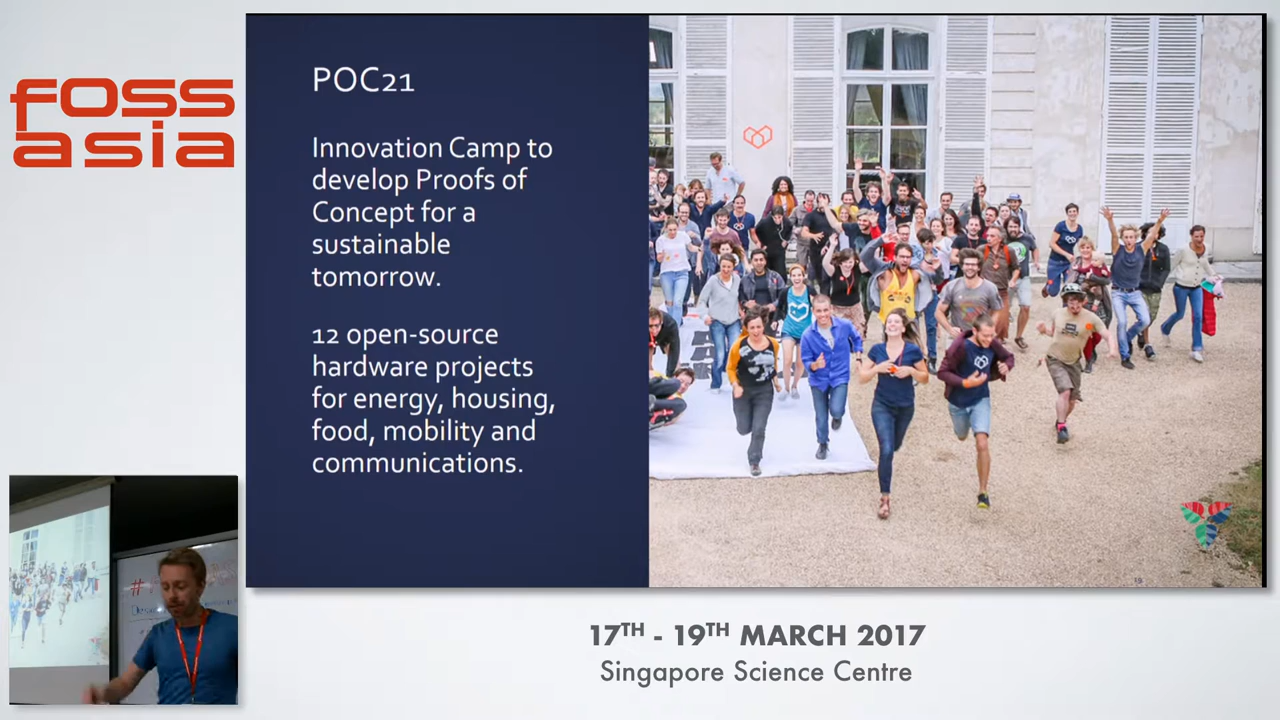 foss
asia
POC21
Innovation Camp to
develop Proofs of
Concept for a
sustainable
tomorrow.
12 open-source
hardware projects
for energy, housing,
food, mobility and
communications.
17TH - 19TH MARCH 2017
Singapore Science Centre